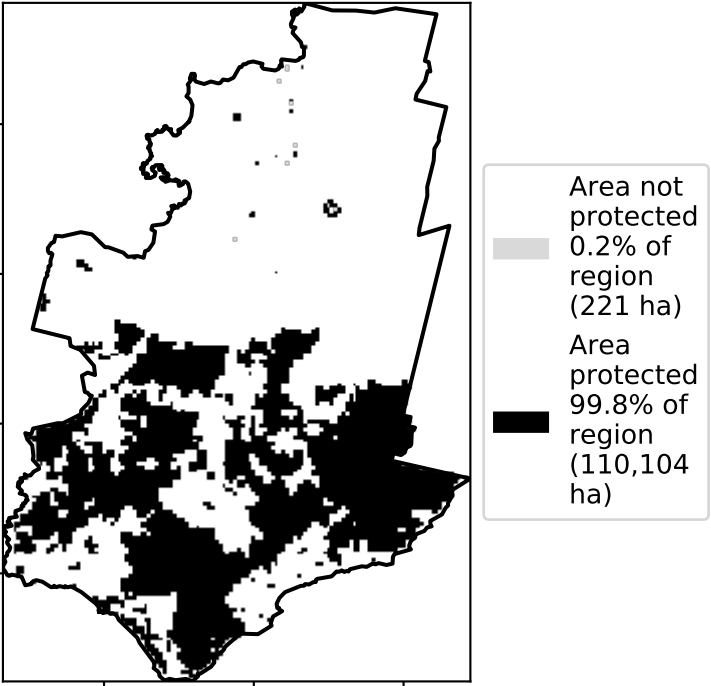 Area not
protected
0.2% of
region
(221 ha)
Area
protected
99.8% of
region
(110,104
ha)